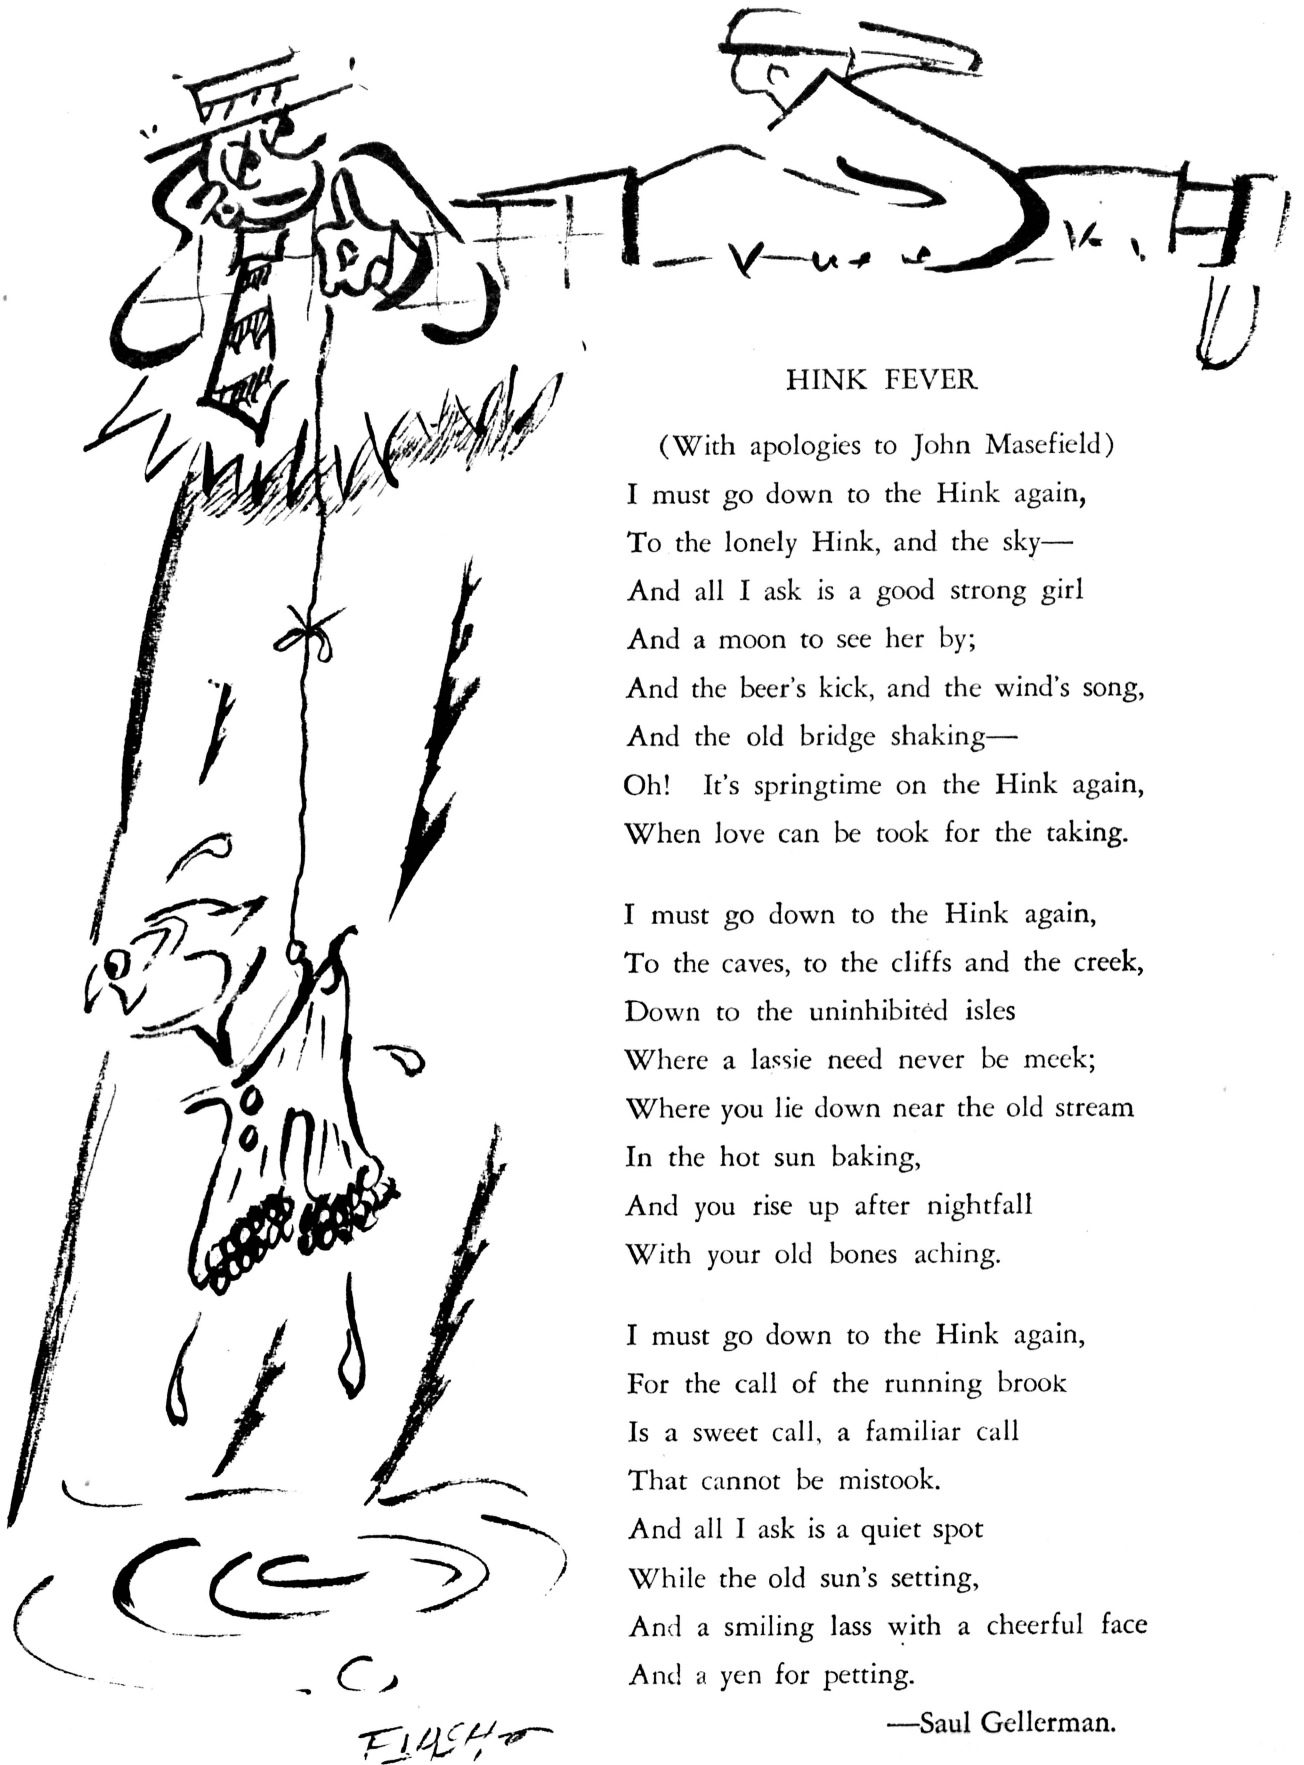 HINK FEVER
(With apologies to John Masefield)
I must go down to the Hink again,
To the lonely Hink, and the sky—
And all I ask is a good strong girl
And a moon to see her by;
And the beer's kick, and the wind's song,
And the old bridge shaking—
Oh! It's springtime on the Hink again,
When love can be took for the taking.

I must go down to the Hink again,
To the caves, to the cliffs and the creek,
Down to the uninhibited isles
Where a lassie need never be meek;
Where you lie down near the old stream
In the hot sun baking,
And you rise up after nightfall
With your old bones aching.

I must go down to the Hink again,
For the call of the running brook
Is a sweet call, a familiar call
That cannot be mistook.
And all I ask is a quiet spot
While the old sun's setting,
And a smiling lass with a cheerful face
And a yen for petting.
—Saul Gellerman.